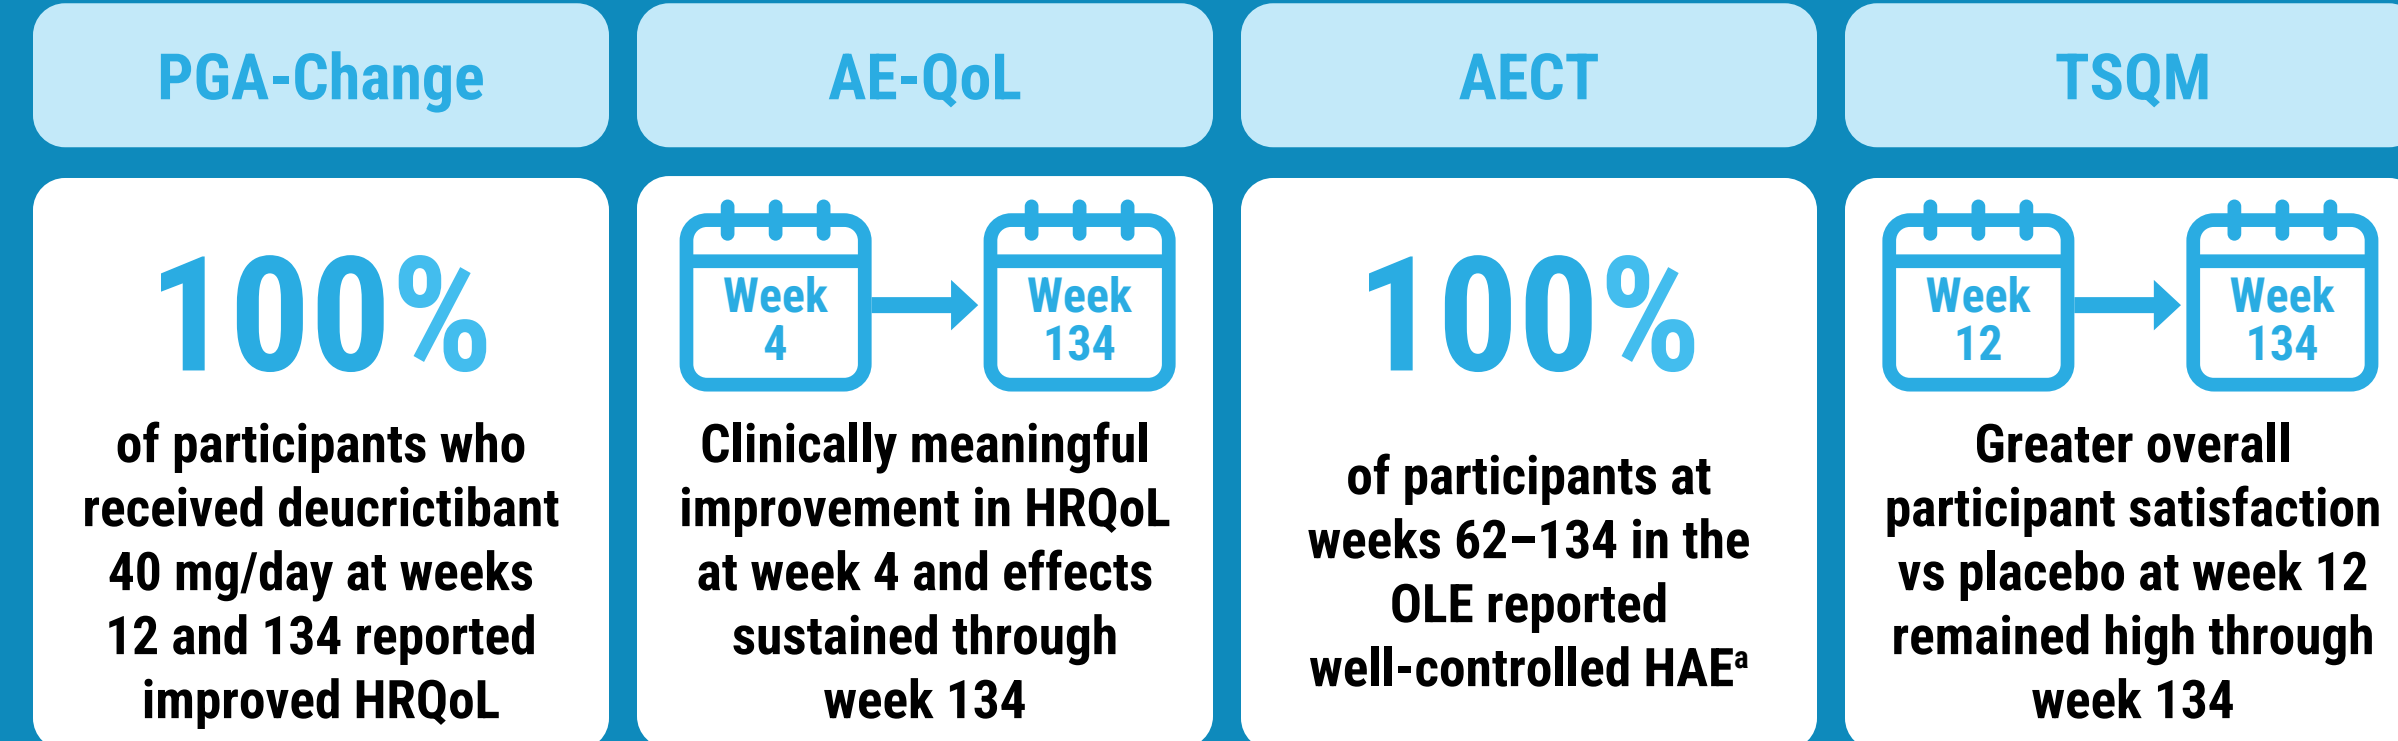 PGA-Change
100%
of participants who
received deucrictibant
40 mg/day at weeks
12 and 134 reported
improved HRQoL
AE-QoL
Week
4
Week
134
Clinically meaningful
improvement in HRQoL
at week 4 and effects
sustained through
week 134
AECT
100%
of participants at
weeks 62–134 in the
OLE reported
well-controlled HAEᵃ
TSQM
Week
12
Week
134
Greater overall
participant satisfaction
vs placebo at week 12
remained high through
week 134